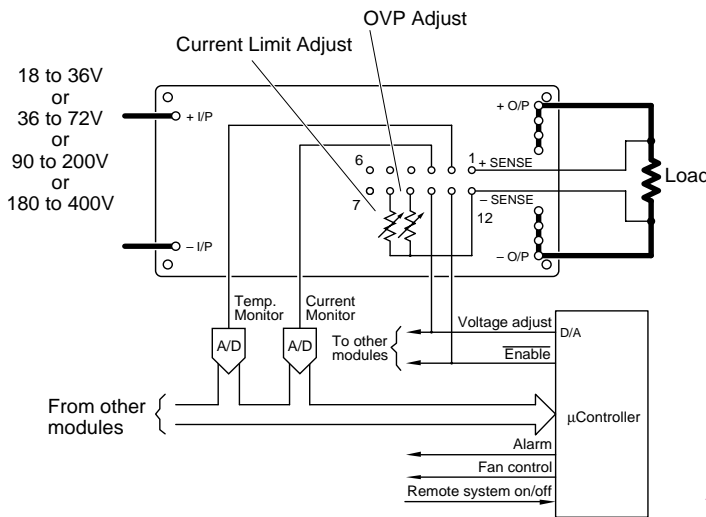 OVP Adjust
Current Limit Adjust
18 to 36V
or
36 to 72V
or
90 to 200V
or
180 to 400V
+ I/P
– I/P
6
1
+ SENSE
7
– SENSE
12
+ O/P
– O/P
Load
Temp.
Monitor
Current
Monitor
A/D
A/D
To other
modules
Voltage adjust
D/A
Enable
From other
modules
µController
Alarm
Fan control
Remote system on/off